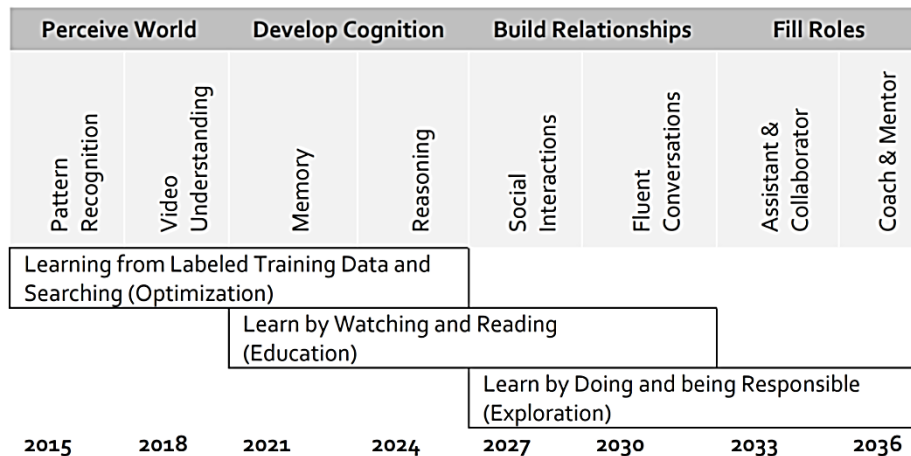 Perceive World
Develop Cognition
Build Relationships
Fill Roles
Pattern
Recognition
Video
Understanding
Memory
Reasoning
Social
Interactions
Fluent
Conversations
Assistant &
Collaborator
Coach & Mentor
Learning from Labeled Training Data and
Searching (Optimization)
Learn by Watching and Reading
(Education)
Learn by Doing and being Responsible
(Exploration)
2015 2018 2021 2024 2027 2030 2033 2036